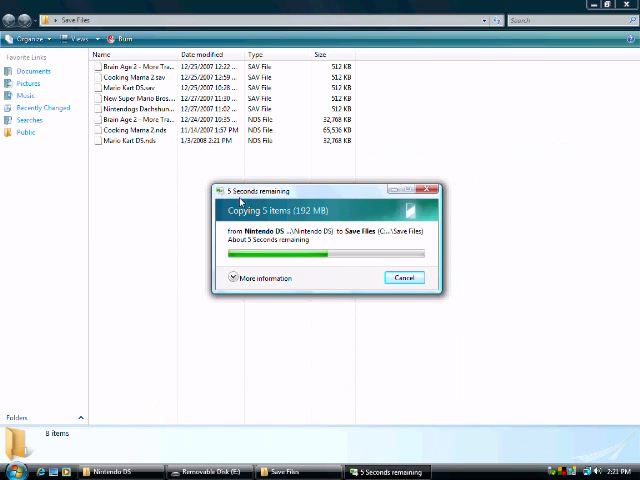 Save Files
Search
Organize Views Burn
Favorite Links
Documents
Pictures
Music
Recently Changed
Searches
Public
Folders
Name Date modified Type Size
Brain Age 2 - More Tra... 12/25/2007 12:22 ... SAV File 512 KB
Cooking Mama 2.sav 12/25/2007 12:59 ... SAV File 512 KB
Mario Kart DS.sav 12/25/2007 10:28 ... SAV File 512 KB
New Super Mario Bros.... 12/27/2007 11:30 ... SAV File 512 KB
Nintendogs Dachshun... 12/27/2007 11:02 ... SAV File 512 KB
Brain Age 2 - More Tra... 12/24/2007 10:35 ... NDS File 32,768 KB
Cooking Mama 2.nds 11/14/2007 1:57 PM NDS File 65,536 KB
Mario Kart DS.nds 1/3/2008 2:21 PM NDS File 32,768 KB
5 Seconds remaining
Copying 5 items (192 MB)
from Nintendo DS ...\Nintendo DS) to Save Files (C:...\Save Files)
About 5 Seconds remaining
More information
Cancel
8 items
Nintendo DS
Removable Disk (E:)
Save Files
5 Seconds remaining
2:21 PM